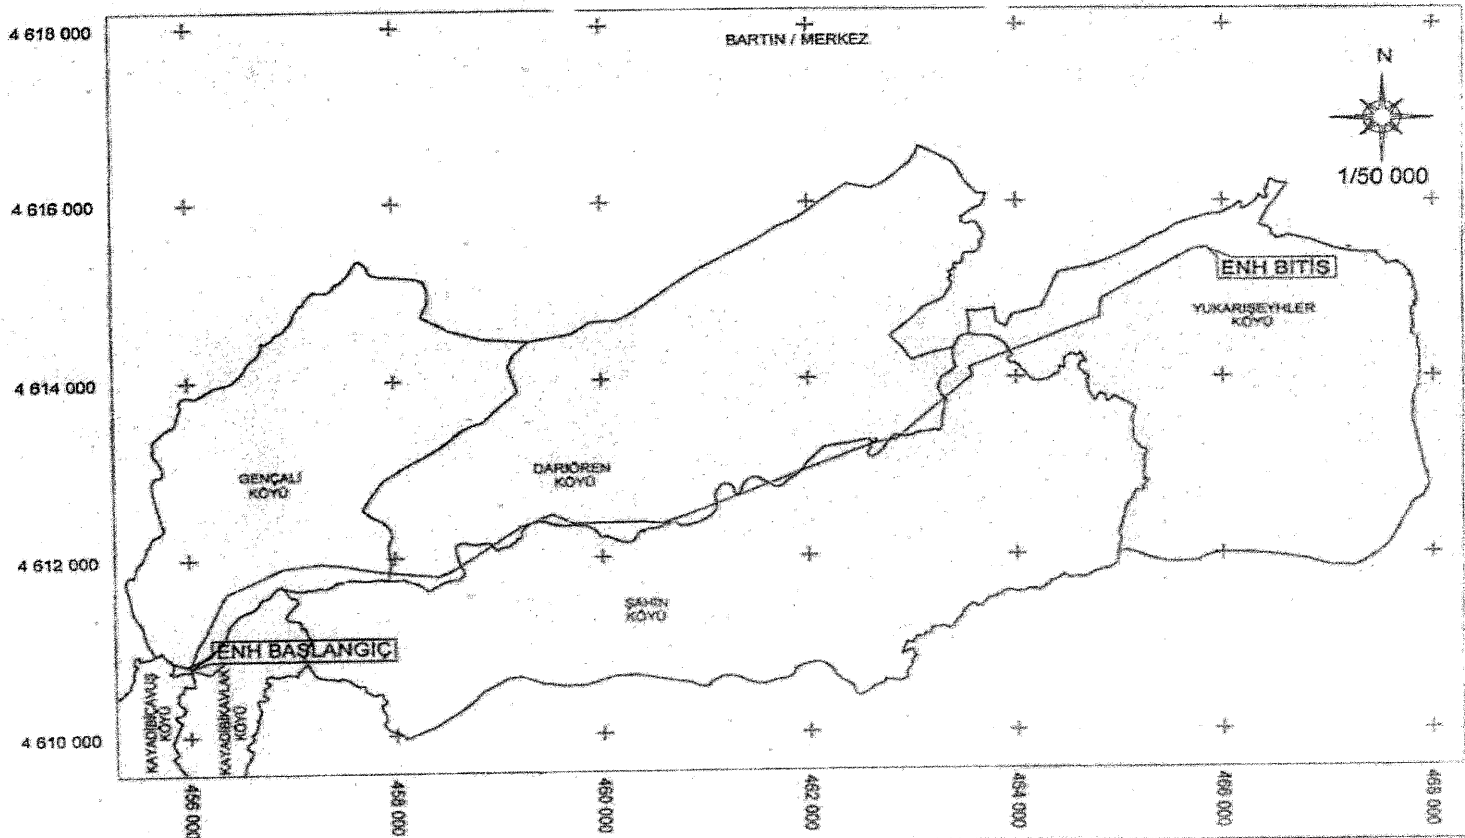 4 618 000
BARTIN / MERKEZ
N
1/50 000
4 616 000
ENH BİTİŞ
YUKARIŞEYHLER
KÖYÜ
4 614 000
GENÇALİ
KÖYÜ
DARIÖREN
KÖYÜ
4 612 000
ŞAHİN
KÖYÜ
ENH BAŞLANGIÇ
KAYADİBİÇAVUŞ
KÖYÜ
KAYADİBİKAVLAK
KÖYÜ
4 610 000
456 000
458 000
460 000
462 000
464 000
466 000
468 000